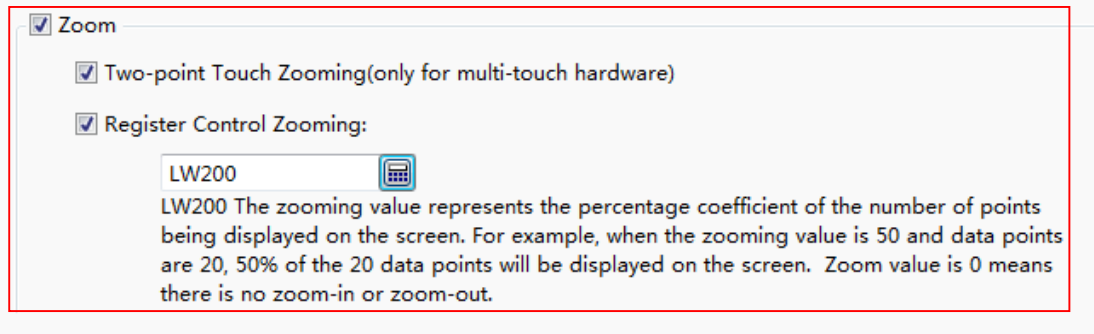 Zoom
Two-point Touch Zooming(only for multi-touch hardware)
Register Control Zooming:
LW200
LW200 The zooming value represents the percentage coefficient of the number of points
being displayed on the screen. For example, when the zooming value is 50 and data points
are 20, 50% of the 20 data points will be displayed on the screen.  Zoom value is 0 means
there is no zoom-in or zoom-out.